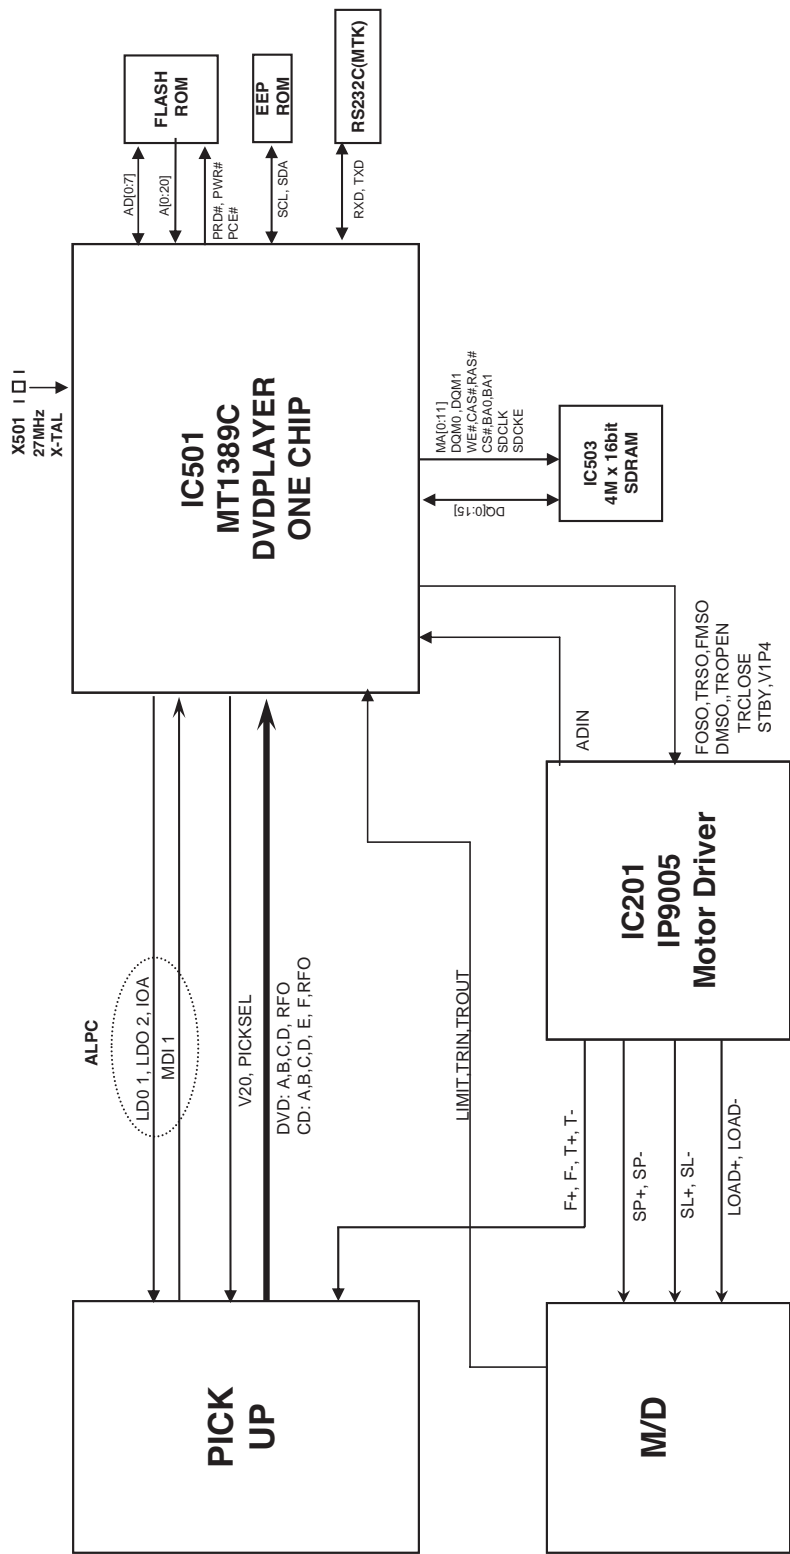 X501
27MHz
X-TAL
FLASH
ROM
EEP
ROM
RS232C(MTK)
AD[0:7]
A[0:20]
PRD#, PWR#
PCE#
SCL, SDA
RXD, TXD
IC501
MT1389C
DVDPLAYER
ONE CHIP
MA[0:11]
DQM0 ,DQM1
WE#,CAS#,RAS#
CS#,BA0,BA1
SDCLK
SDCKE
DQ[0:15]
IC503
4M x 16bit
SDRAM
ALPC
LD0 1, LDO 2, IOA
MDI 1
V20, PICKSEL
DVD: A,B,C,D, RFO
CD: A,B,C,D, E, F,RFO
LIMIT,TRIN,TROUT
ADIN
FOSO,TRSO,FMSO
DMSO,,TROPEN
TRCLOSE
STBY,V1P4
IC201
IP9005
Motor Driver
F+, F-, T+, T-
SP+, SP-
SL+, SL-
LOAD+, LOAD-
PICK
UP
M/D